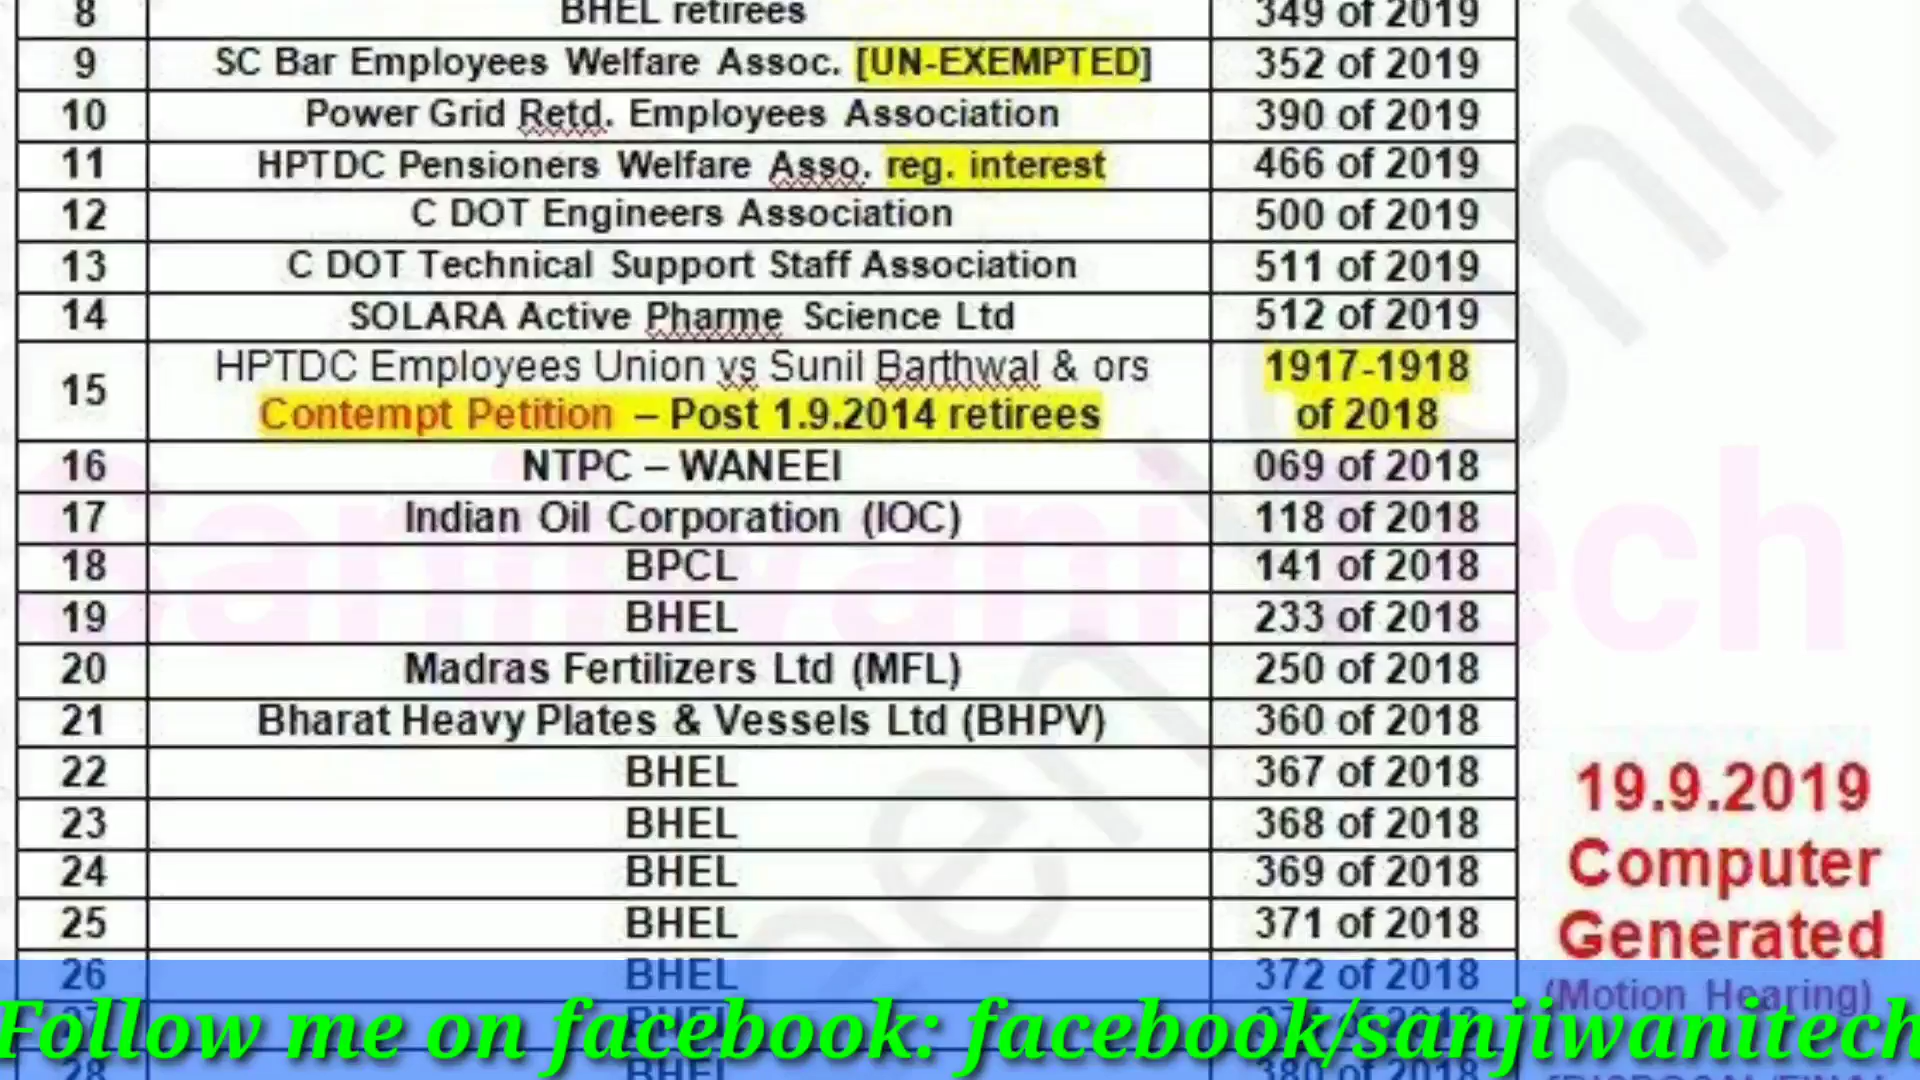 8 BHEL retirees 349 of 2019
9 SC Bar Employees Welfare Assoc. [UN-EXEMPTED] 352 of 2019
10 Power Grid Retd. Employees Association 390 of 2019
11 HPTDC Pensioners Welfare Asso. reg. interest 466 of 2019
12 C DOT Engineers Association 500 of 2019
13 C DOT Technical Support Staff Association 511 of 2019
14 SOLARA Active Pharme Science Ltd 512 of 2019
15 HPTDC Employees Union vs Sunil Barthwal & ors 1917-1918
Contempt Petition – Post 1.9.2014 retirees of 2018
16 NTPC – WANEEI 069 of 2018
17 Indian Oil Corporation (IOC) 118 of 2018
18 BPCL 141 of 2018
19 BHEL 233 of 2018
20 Madras Fertilizers Ltd (MFL) 250 of 2018
21 Bharat Heavy Plates & Vessels Ltd (BHPV) 360 of 2018
22 BHEL 367 of 2018
23 BHEL 368 of 2018
24 BHEL 369 of 2018
25 BHEL 371 of 2018
26 BHEL 372 of 2018
27 BHEL
28 BHEL 380 of 2018
19.9.2019
Computer
Generated
(Motion Hearing)
Sanjiwani Tech
Follow me on facebook: facebook/sanjiwanitech